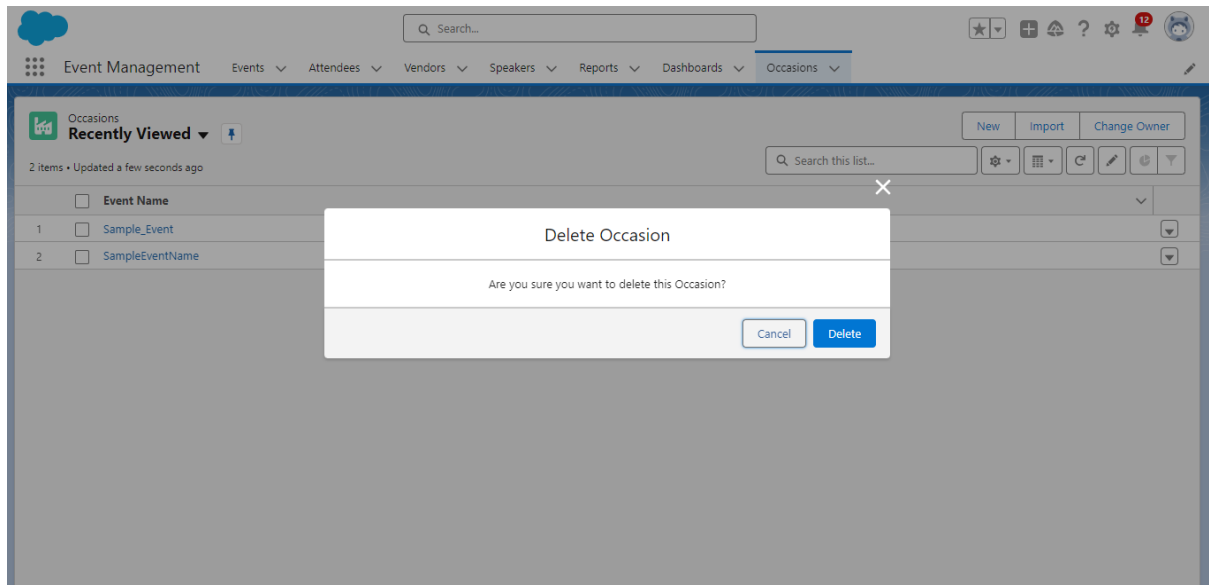 Search...
12
Event Management Events Attendees Vendors Speakers Reports Dashboards Occasions
Occasions
Recently Viewed
New Import Change Owner
2 items • Updated a few seconds ago
Search this list...
Event Name
1 Sample_Event
2 SampleEventName
Delete Occasion
Are you sure you want to delete this Occasion?
Cancel Delete